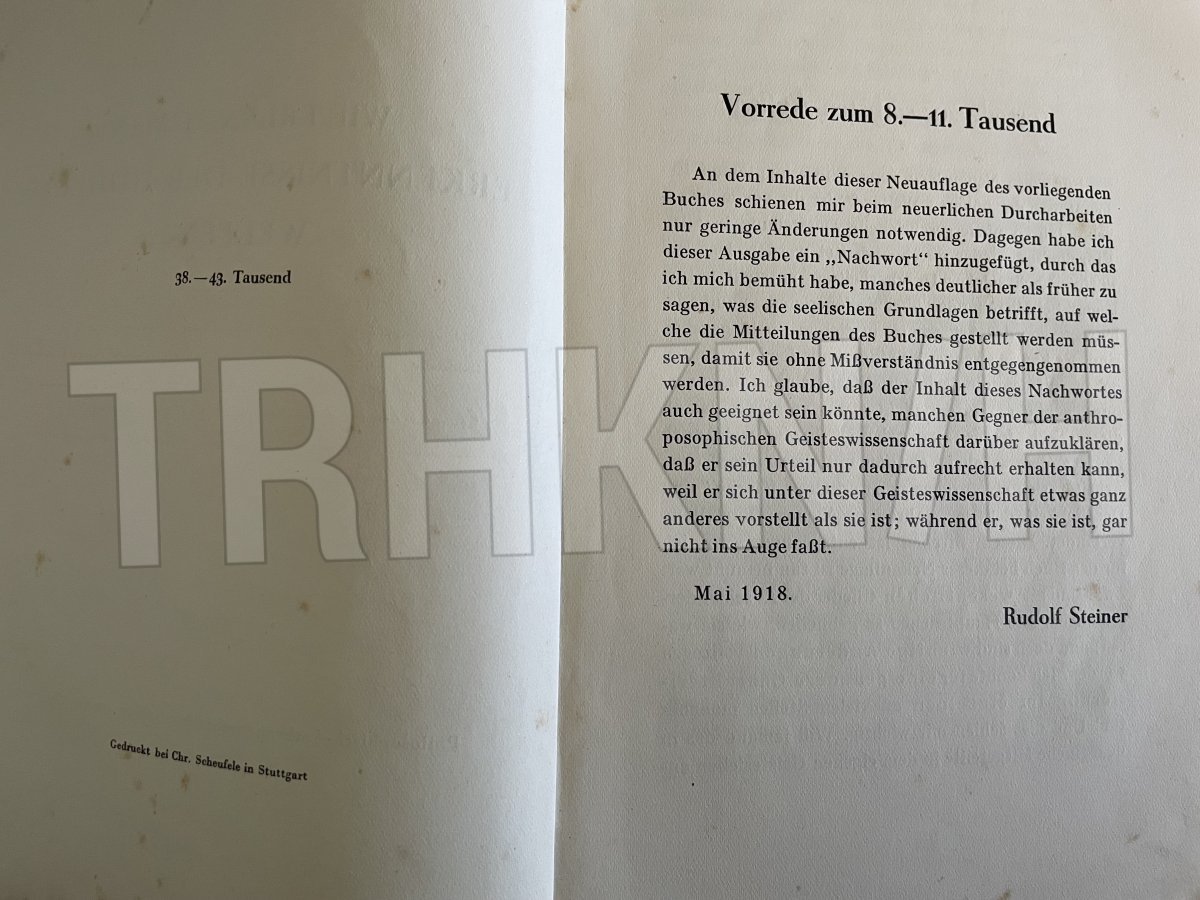 38.—43. Tausend
Gedruckt bei Chr. Scheufele in Stuttgart
Vorrede zum 8.—11. Tausend
An dem Inhalte dieser Neuauflage des vorliegenden
Buches schienen mir beim neuerlichen Durcharbeiten
nur geringe Änderungen notwendig. Dagegen habe ich
dieser Ausgabe ein „Nachwort“ hinzugefügt, durch das
ich mich bemüht habe, manches deutlicher als früher zu
sagen, was die seelischen Grundlagen betrifft, auf wel-
che die Mitteilungen des Buches gestellt werden müs-
sen, damit sie ohne Mißverständnis entgegengenommen
werden. Ich glaube, daß der Inhalt dieses Nachwortes
auch geeignet sein könnte, manchen Gegner der anthro-
posophischen Geisteswissenschaft darüber aufzuklären,
daß er sein Urteil nur dadurch aufrecht erhalten kann,
weil er sich unter dieser Geisteswissenschaft etwas ganz
anderes vorstellt als sie ist; während er, was sie ist, gar
nicht ins Auge faßt.
Mai 1918.
Rudolf Steiner